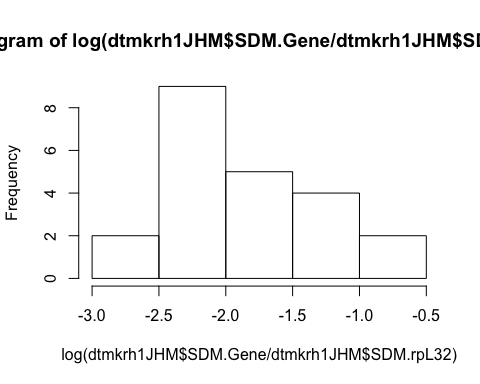 gram of log(dtmkrh1JHM$SDM.Gene/dtmkrh1JHM$SD
8
6
4
2
0
Frequency
-3.0 -2.5 -2.0 -1.5 -1.0 -0.5
log(dtmkrh1JHM$SDM.Gene/dtmkrh1JHM$SDM.rpL32)